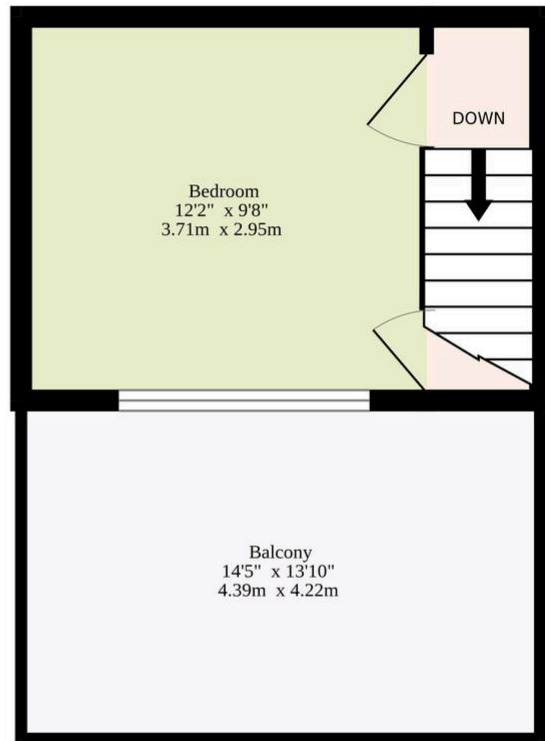 DOWN
Bedroom
12'2" x 9'8"
3.71m x 2.95m
Balcony
14'5" x 13'10"
4.39m x 4.22m